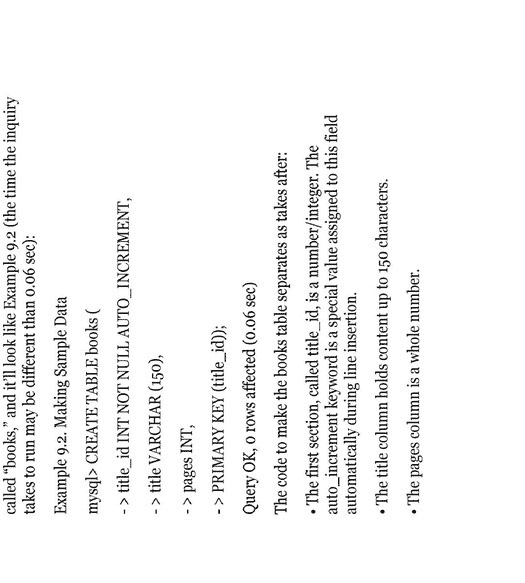 called “books,” and it’ll look like Example 9.2 (the time the inquiry
takes to run may be different than 0.06 sec):
Example 9.2. Making Sample Data
mysql> CREATE TABLE books (
- > title_id INT NOT NULL AUTO_INCREMENT,
- > title VARCHAR (150),
- > pages INT,
- > PRIMARY KEY (title_id));
Query OK, 0 rows affected (0.06 sec)
The code to make the books table separates as takes after:
• The first section, called title_id, is a number/integer. The
auto_increment keyword is a special value assigned to this field
automatically during line insertion.
• The title column holds content up to 150 characters.
• The pages column is a whole number.